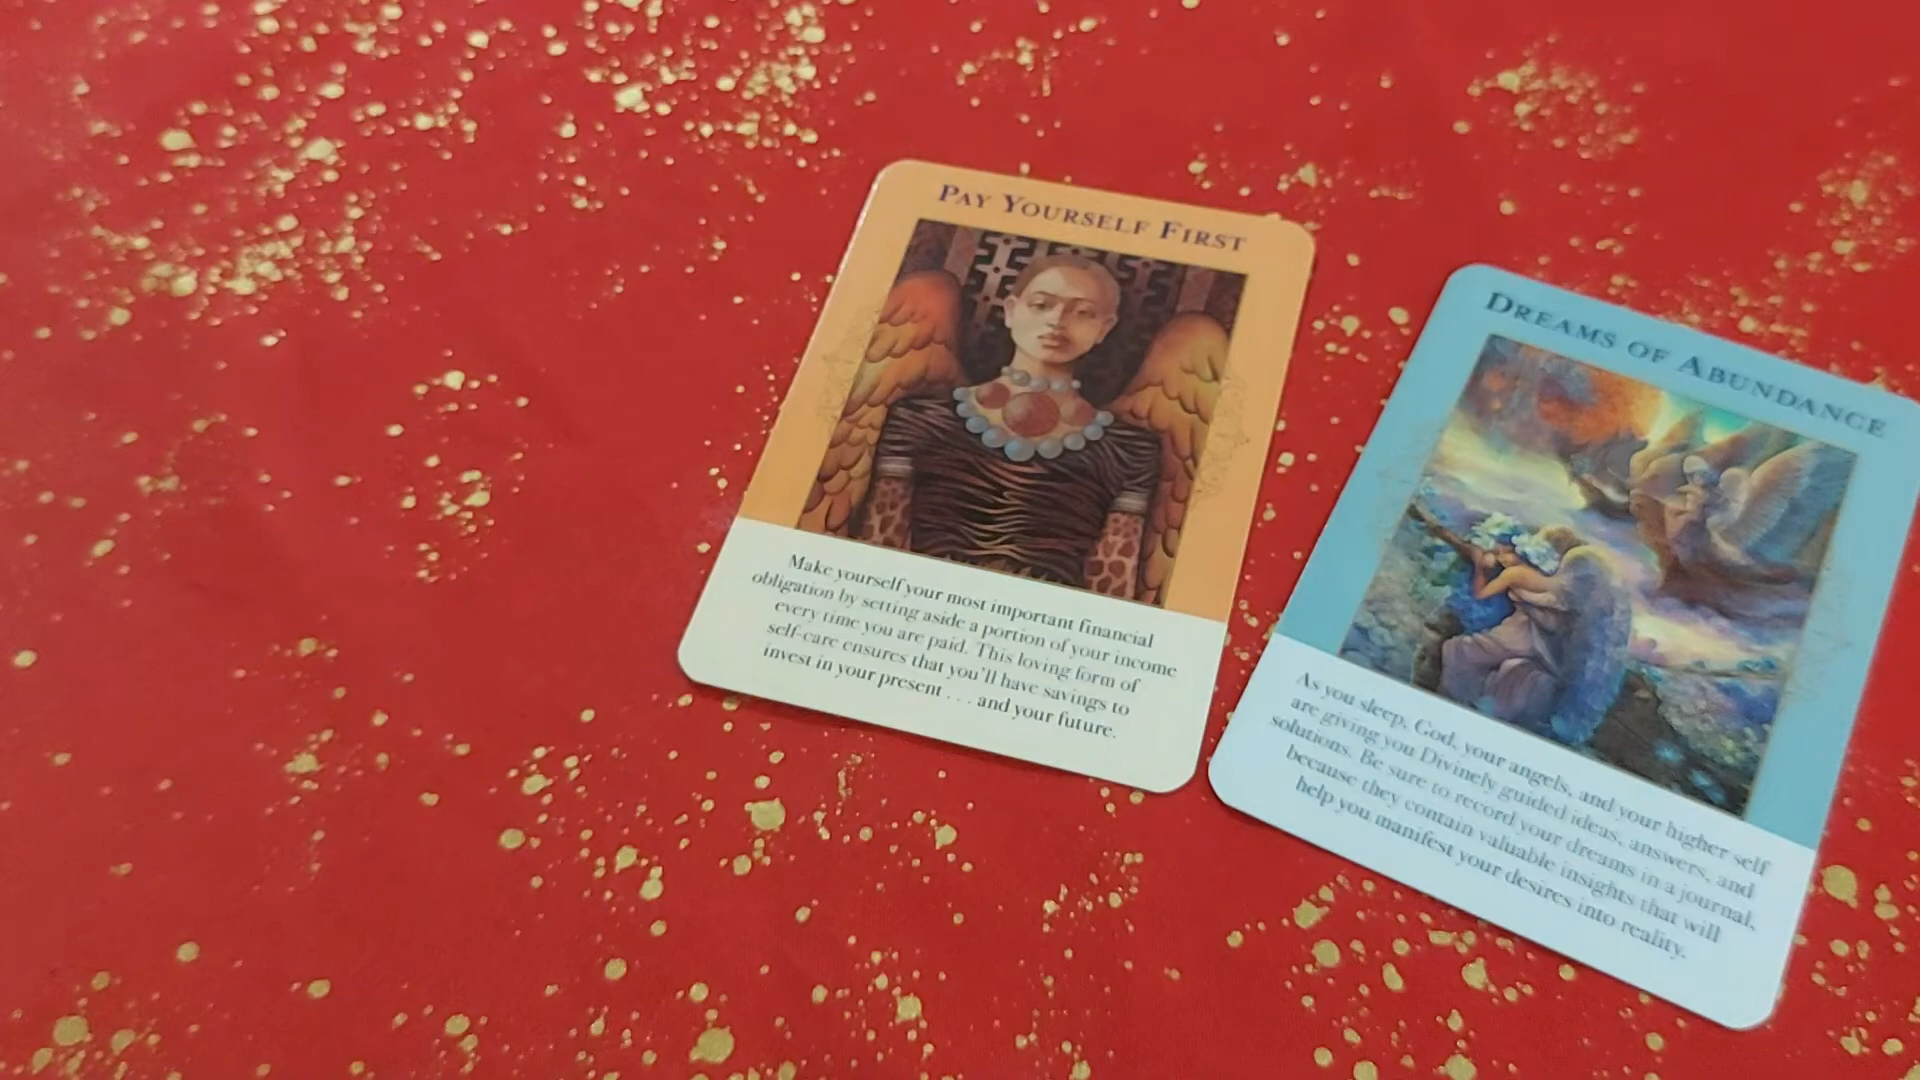 PAY YOURSELF FIRST
Make yourself your most important financial
obligation by setting aside a portion of your income
every time you are paid. This loving form of
self-care ensures that you'll have savings to
invest in your present . . . and your future.
DREAMS OF ABUNDANCE
As you sleep, God, your angels, and your higher self
are giving you Divinely guided ideas, answers, and
solutions. Be sure to record your dreams in a journal,
because they contain valuable insights that will
help you manifest your desires into reality.